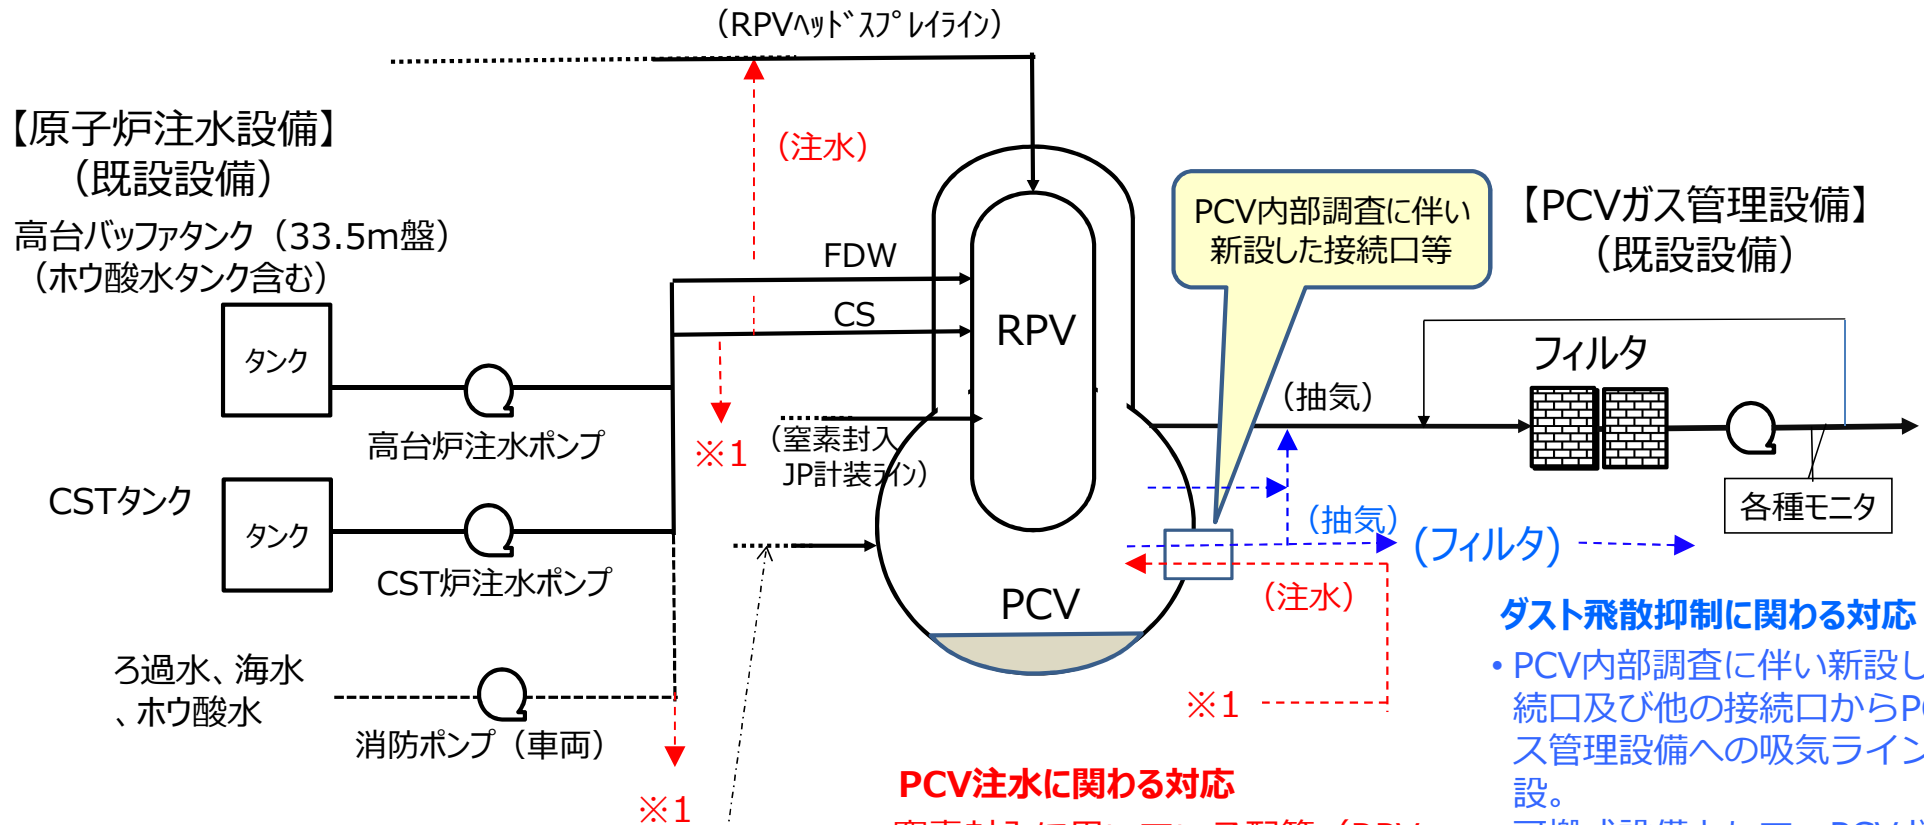 （RPVﾍｯﾄﾞｽﾌﾟﾚｲﾗｲﾝ）
【原子炉注水設備】
（既設設備）
高台バッファタンク（33.5m盤）
（ホウ酸水タンク含む）
タンク
高台炉注水ポンプ
CSTタンク
タンク
CST炉注水ポンプ
ろ過水、海水
、ホウ酸水
消防ポンプ（車両）
※1
（注水）
FDW
CS
※1
（窒素封入
JP計装ﾗｲﾝ）
RPV
PCV
PCV内部調査に伴い
新設した接続口等
【PCVガス管理設備】
（既設設備）
フィルタ
（抽気）
各種モニタ
（抽気）
(フィルタ)
（注水）
※1
PCV注水に関わる対応
ダスト飛散抑制に関わる対応
・PCV内部調査に伴い新設し
続口及び他の接続口からP
ス管理設備への吸気ライン
設。